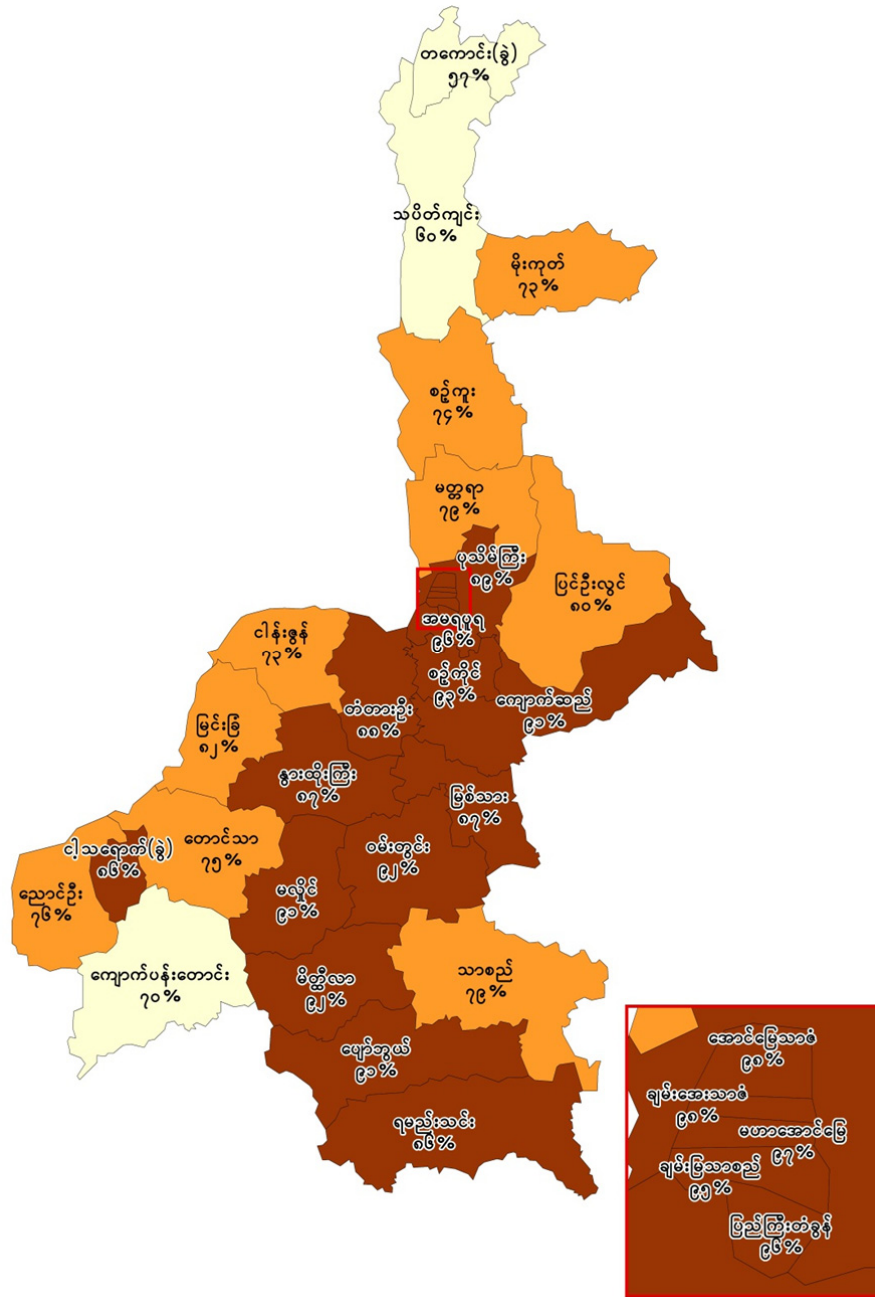 တကောင်း(ခွဲ)
၅၇%
သပိတ်ကျင်း
၆၀%
မိုးကုတ်
၇၃%
စဉ့်ကူး
၇၄%
မတ္တရာ
၇၉%
ပုသိမ်ကြီး
၈၉%
ပြင်ဦးလွင်
၈၀%
အမရပူရ
၉၆%
ငါန်းဇွန်
၇၃%
စဉ့်ကိုင်
၉၃%
ကျောက်ဆည်
၉၁%
တံတားဦး
၈၈%
မြင်းခြံ
၈၂%
နွားထိုးကြီး
၈၇%
မြစ်သား
၈၇%
တောင်သာ
၇၅%
ငါ့သရောက်(ခွဲ)
၈၆%
ဝမ်းတွင်း
၉၂%
မလှိုင်
၉၁%
ညောင်ဦး
၇၆%
ကျောက်ပန်းတောင်း
၇၀%
မိတ္ထီလာ
၉၂%
သာစည်
၇၉%
ပျော်ဘွယ်
၉၁%
ရမည်းသင်း
၈၆%
အောင်မြေသာဇံ
၉၈%
ချမ်းအေးသာဇံ
၉၈%
မဟာအောင်မြေ
၉၇%
ချမ်းမြသာစည်
၉၅%
ပြည်ကြီးတံခွန်
၉၆%